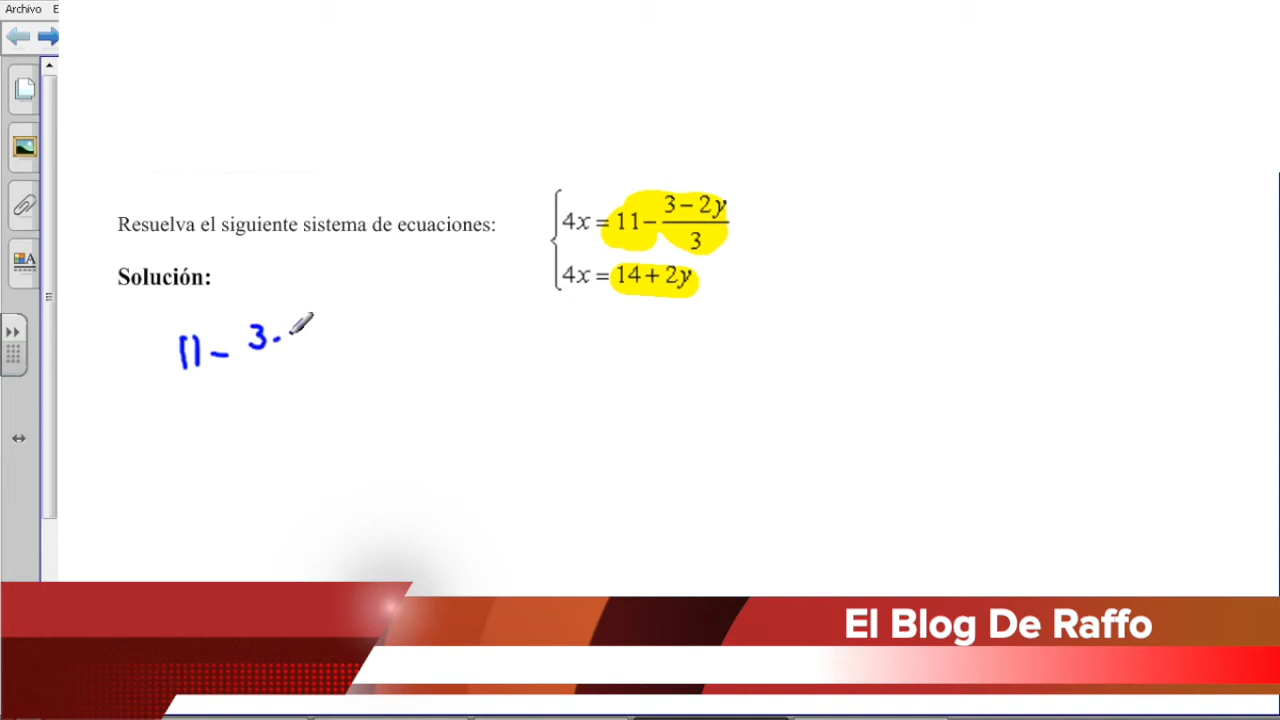 Archivo E
Resuelva el siguiente sistema de ecuaciones:
4x = 11 − (3 − 2y)/3
4x = 14 + 2y
Solución:
11 - 3 -
El Blog De Raffo